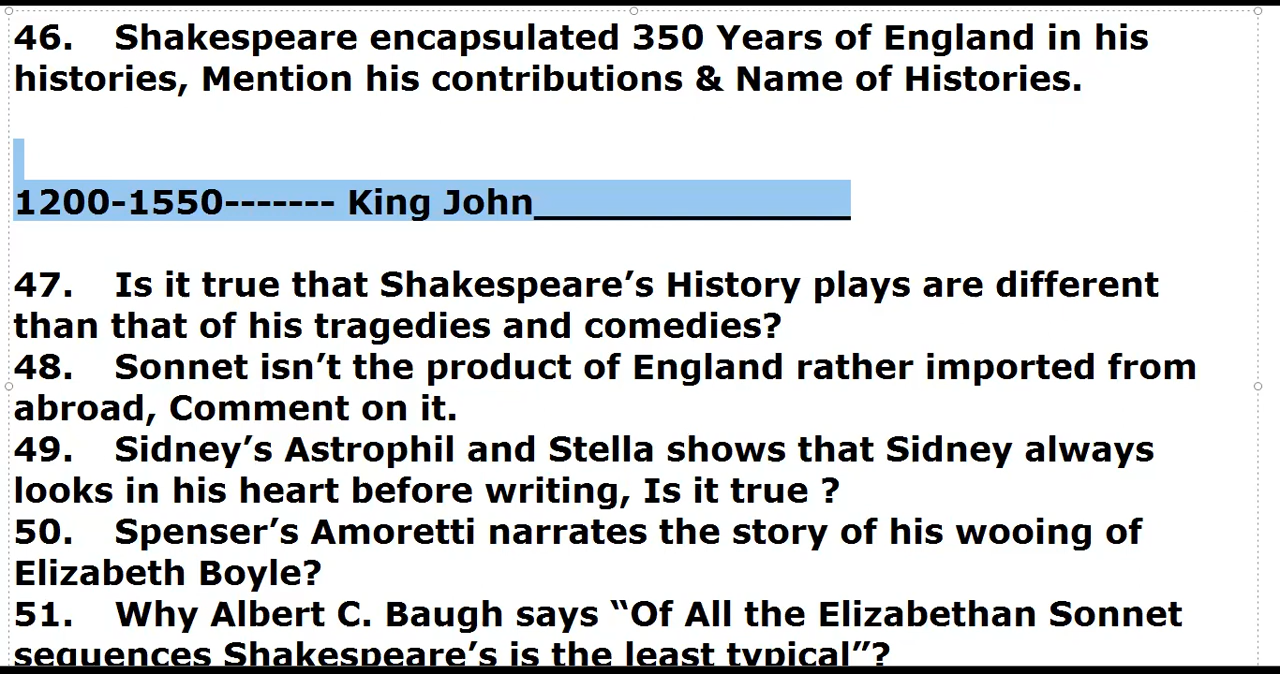 46. Shakespeare encapsulated 350 Years of England in his
histories, Mention his contributions & Name of Histories.
1200-1550------- King John_______________
47. Is it true that Shakespeare’s History plays are different
than that of his tragedies and comedies?
48. Sonnet isn’t the product of England rather imported from
abroad, Comment on it.
49. Sidney’s Astrophil and Stella shows that Sidney always
looks in his heart before writing, Is it true ?
50. Spenser’s Amoretti narrates the story of his wooing of
Elizabeth Boyle?
51. Why Albert C. Baugh says “Of All the Elizabethan Sonnet
sequences Shakespeare’s is the least typical”?